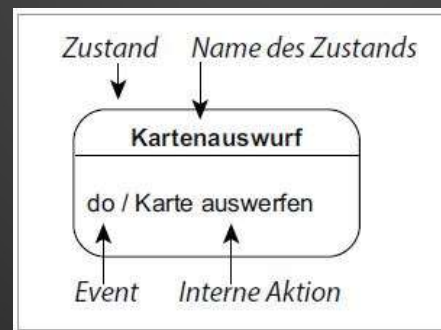 Zustand Name des Zustands
Kartenauswurf
do / Karte auswerfen
Event Interne Aktion